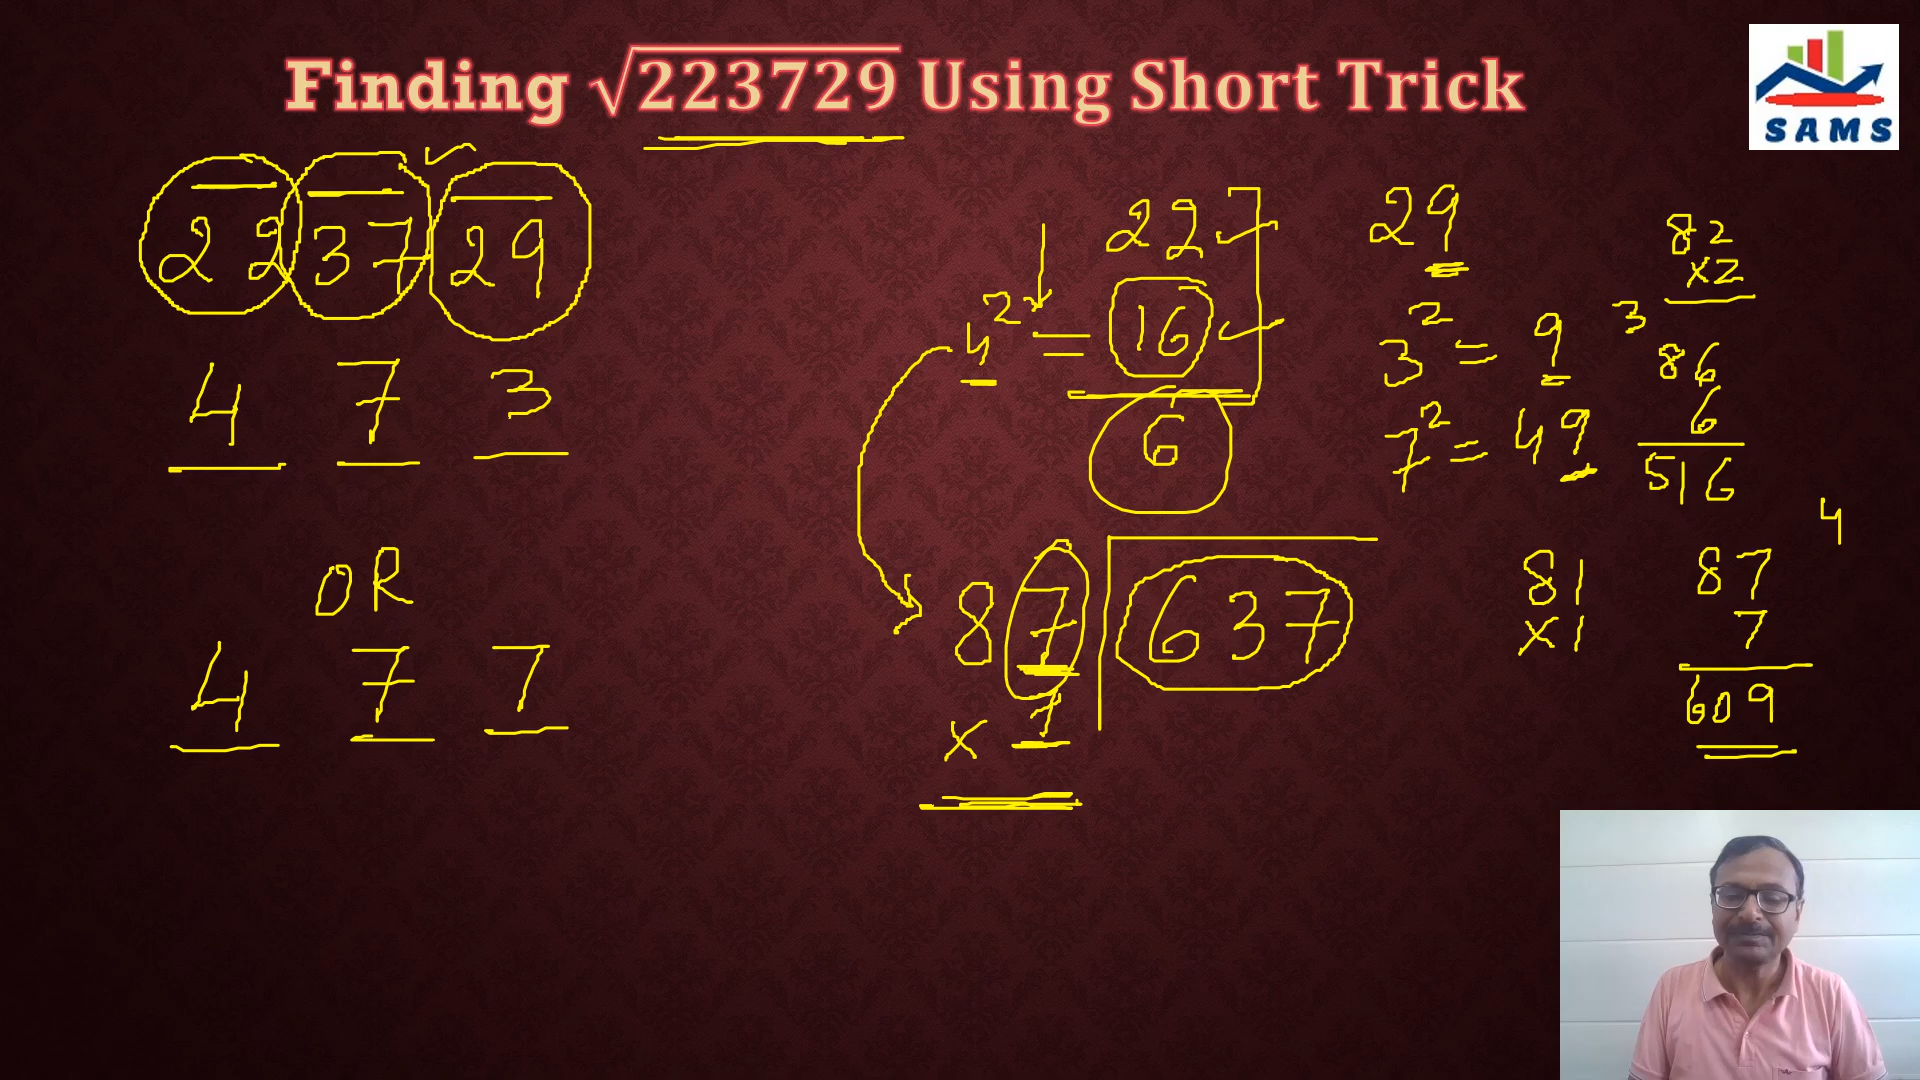 Finding √223729 Using Short Trick
SAMS
22 37 29
4 7 3
OR
4 7 7
22
4² = 16
6
87 637
× 7
29
3² = 9
7² = 49
82
×2
3
86
6
516
4
81
×1
87
7
609